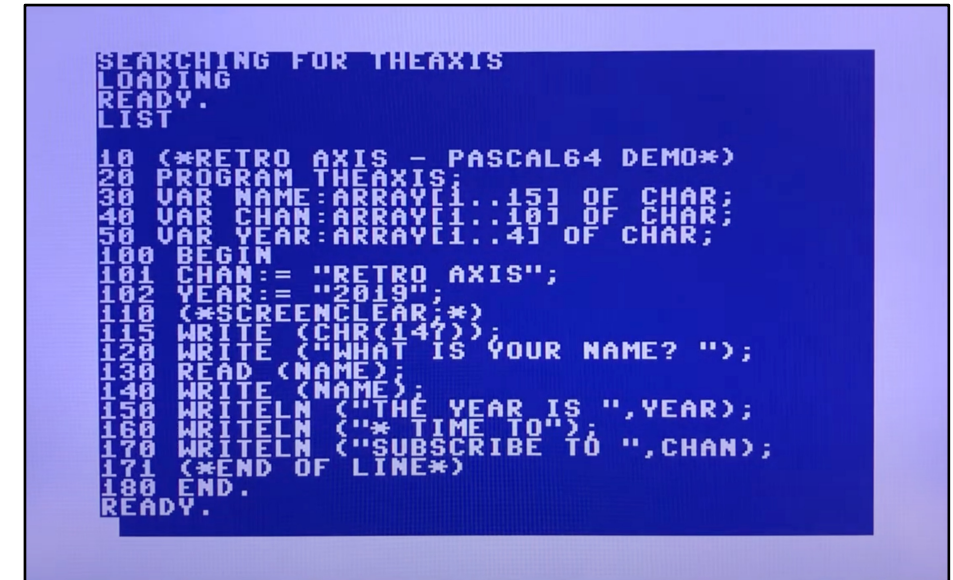 SEARCHING FOR THEAXIS
LOADING
READY.
LIST
10 (*RETRO AXIS - PASCAL64 DEMO*)
20 PROGRAM THEAXIS;
30 VAR NAME:ARRAY[1..15] OF CHAR;
40 VAR CHAN:ARRAY[1..10] OF CHAR;
50 VAR YEAR:ARRAY[1..4] OF CHAR;
100 BEGIN
101 CHAN:= "RETRO AXIS";
102 YEAR:= "2019";
110 (*SCREENCLEAR;*)
115 WRITE (CHR(147));
120 WRITE ("WHAT IS YOUR NAME? ");
130 READ (NAME);
140 WRITE (NAME);
150 WRITELN ("THE YEAR IS ",YEAR);
160 WRITELN ("* TIME TO");
170 WRITELN ("SUBSCRIBE TO ",CHAN);
171 (*END OF LINE*)
180 END.
READY.